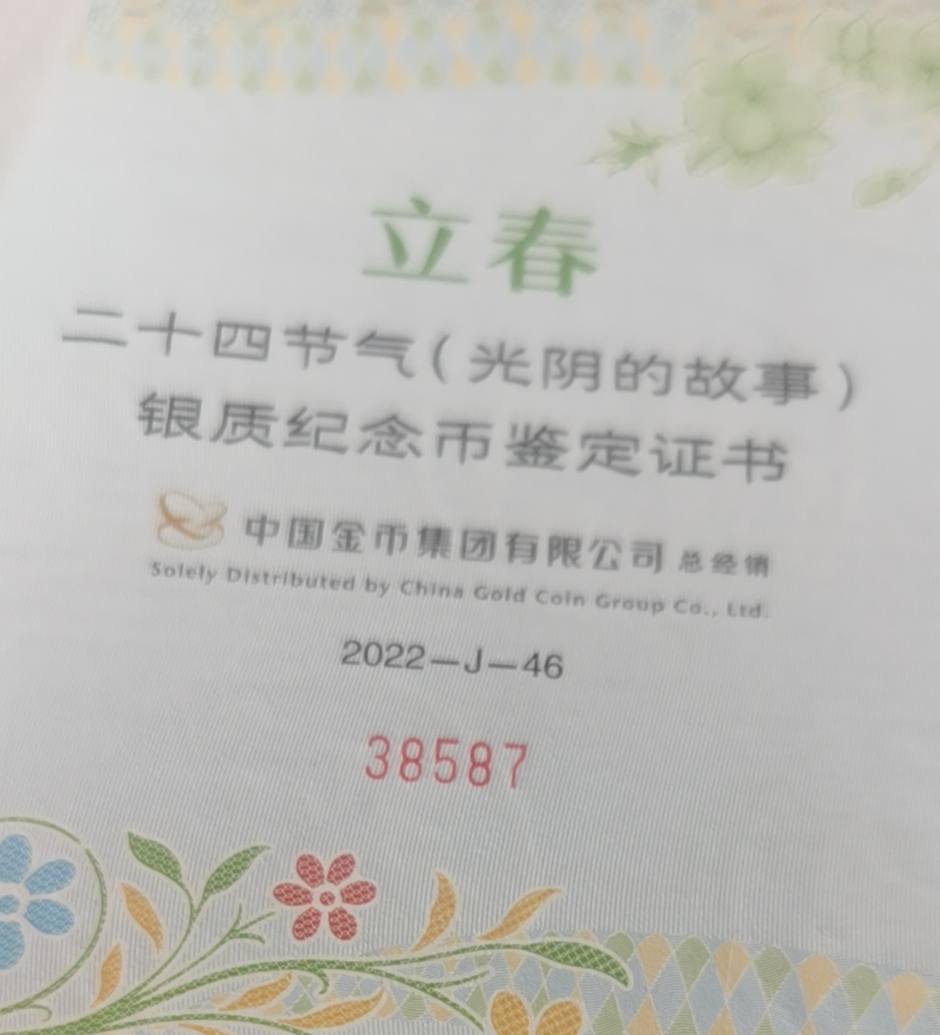 立春
二十四节气(光阴的故事)
银质纪念币鉴定证书
中国金币集团有限公司 总经销
Solely Distributed by China Gold Coin Group Co., Ltd.
2022—J—46
38587